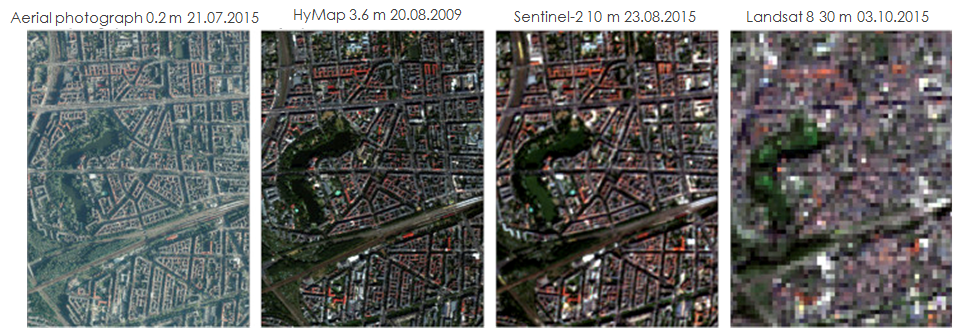 Aerial photograph 0.2 m 21.07.2015
HyMap 3.6 m 20.08.2009
Sentinel-2 10 m 23.08.2015
Landsat 8 30 m 03.10.2015